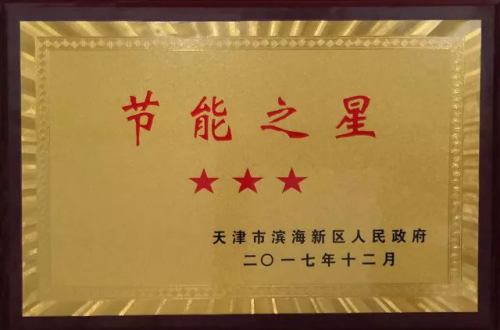 节能之星
★★★
天津市滨海新区人民政府
二〇一七年十二月